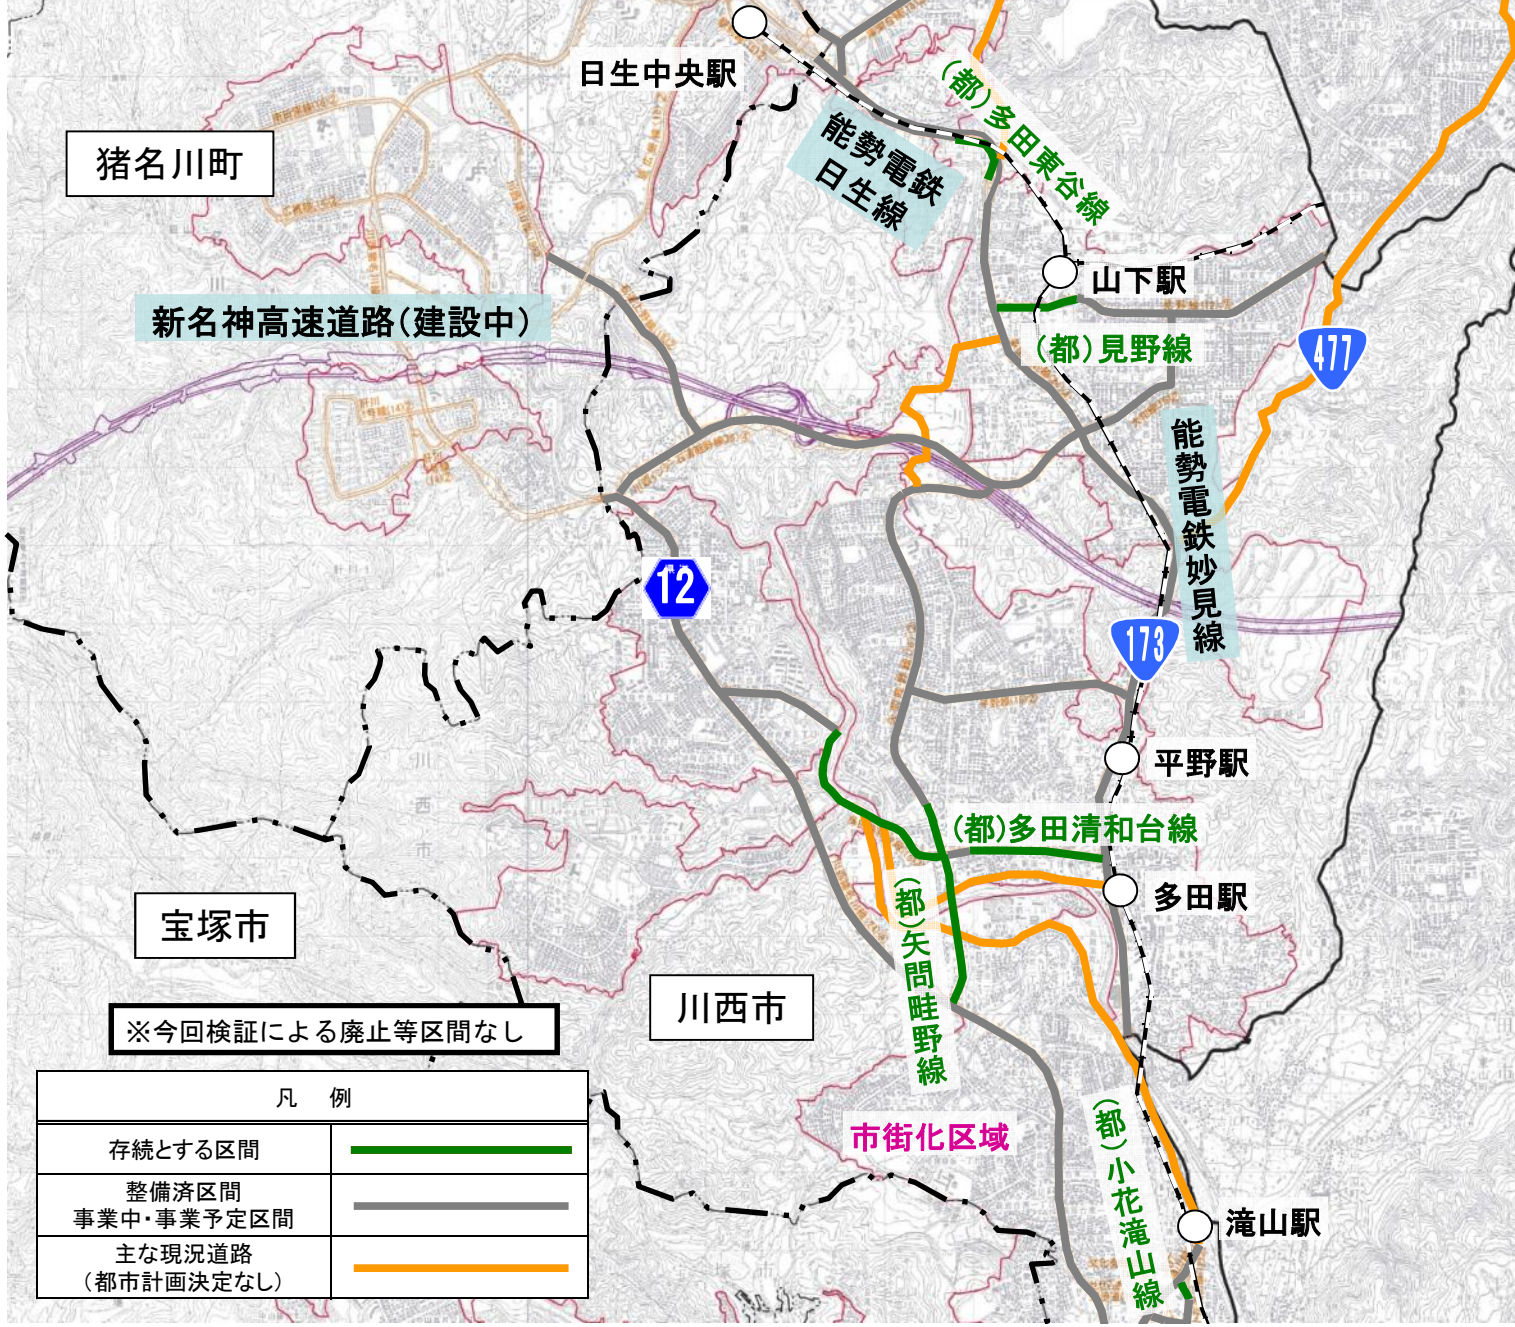 日生中央駅
(都)多田東谷線
能勢電鉄
日生線
猪名川町
山下駅
新名神高速道路(建設中)
(都)見野線
477
能勢電鉄妙見線
12
173
平野駅
(都)多田清和台線
多田駅
(都)矢問畦野線
宝塚市
川西市
※今回検証による廃止等区間なし
凡 例
存続とする区間
整備済区間
事業中・事業予定区間
主な現況道路
(都市計画決定なし)
市街化区域
(都)小花滝山線
滝山駅
川
西
市